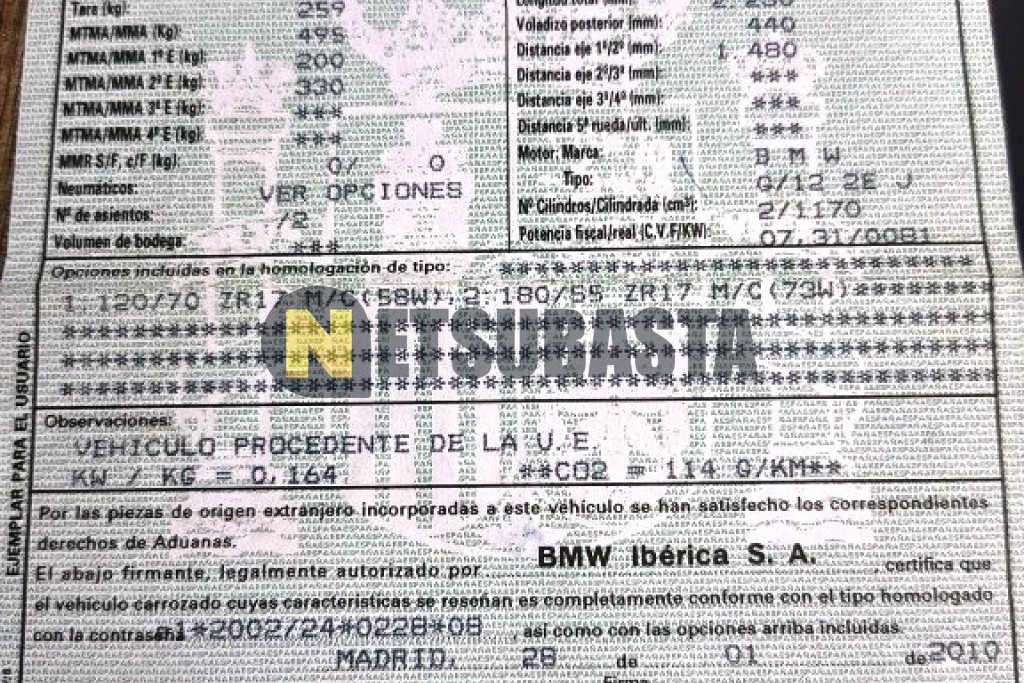 Tara (kg): 259
MTMA/MMA (Kg) 495
MTMA/MMA 1º E (kg) 200
MTMA/MMA 2º E (kg) 330
MTMA/MMA 3º E (kg): ***
MTMA/MMA 4º E (kg): ***
MMR S/F, c/F (kg): 0/ 0
Neumáticos: VER OPCIONES
Nº de asientos: /2
Volumen de bodega: ***
Voladizo posterior (mm): 440
Distancia eje 1º/2º (mm): 1.480
Distancia eje 2º/3º (mm): ***
Distancia eje 3º/4º (mm): ***
Distancia 5ª rueda/últ. (mm): ***
Motor: Marca: B M W
Tipo: G/12 2E J
Nº Cilindros/Cilindrada (cm³): 2/1170
Potencia fiscal/real (C.V.F/KW): 07,31/0081
Opciones incluidas en la homologación de tipo: *****************************
1: 120/70 ZR17 M/C(58W), 2: 180/55 ZR17 M/C(73W)*********
NETSUBASTA
Observaciones:
VEHICULO PROCEDENTE DE LA U.E.
KW / KG = 0,164 **CO2 = 114 G/KM**
Por las piezas de origen extranjero incorporadas a este vehículo se han satisfecho los correspondientes
derechos de Aduanas.
El abajo firmante, legalmente autorizado por BMW Ibérica S. A. certifica que
el vehículo carrozado cuyas características se reseñan es completamente conforme con el tipo homologado
con la contraseña e1*2002/24*0228*08, así como con las opciones arriba incluidas.
MADRID, 28 de 01 de 2010
Firma
EJEMPLAR PARA EL USUARIO